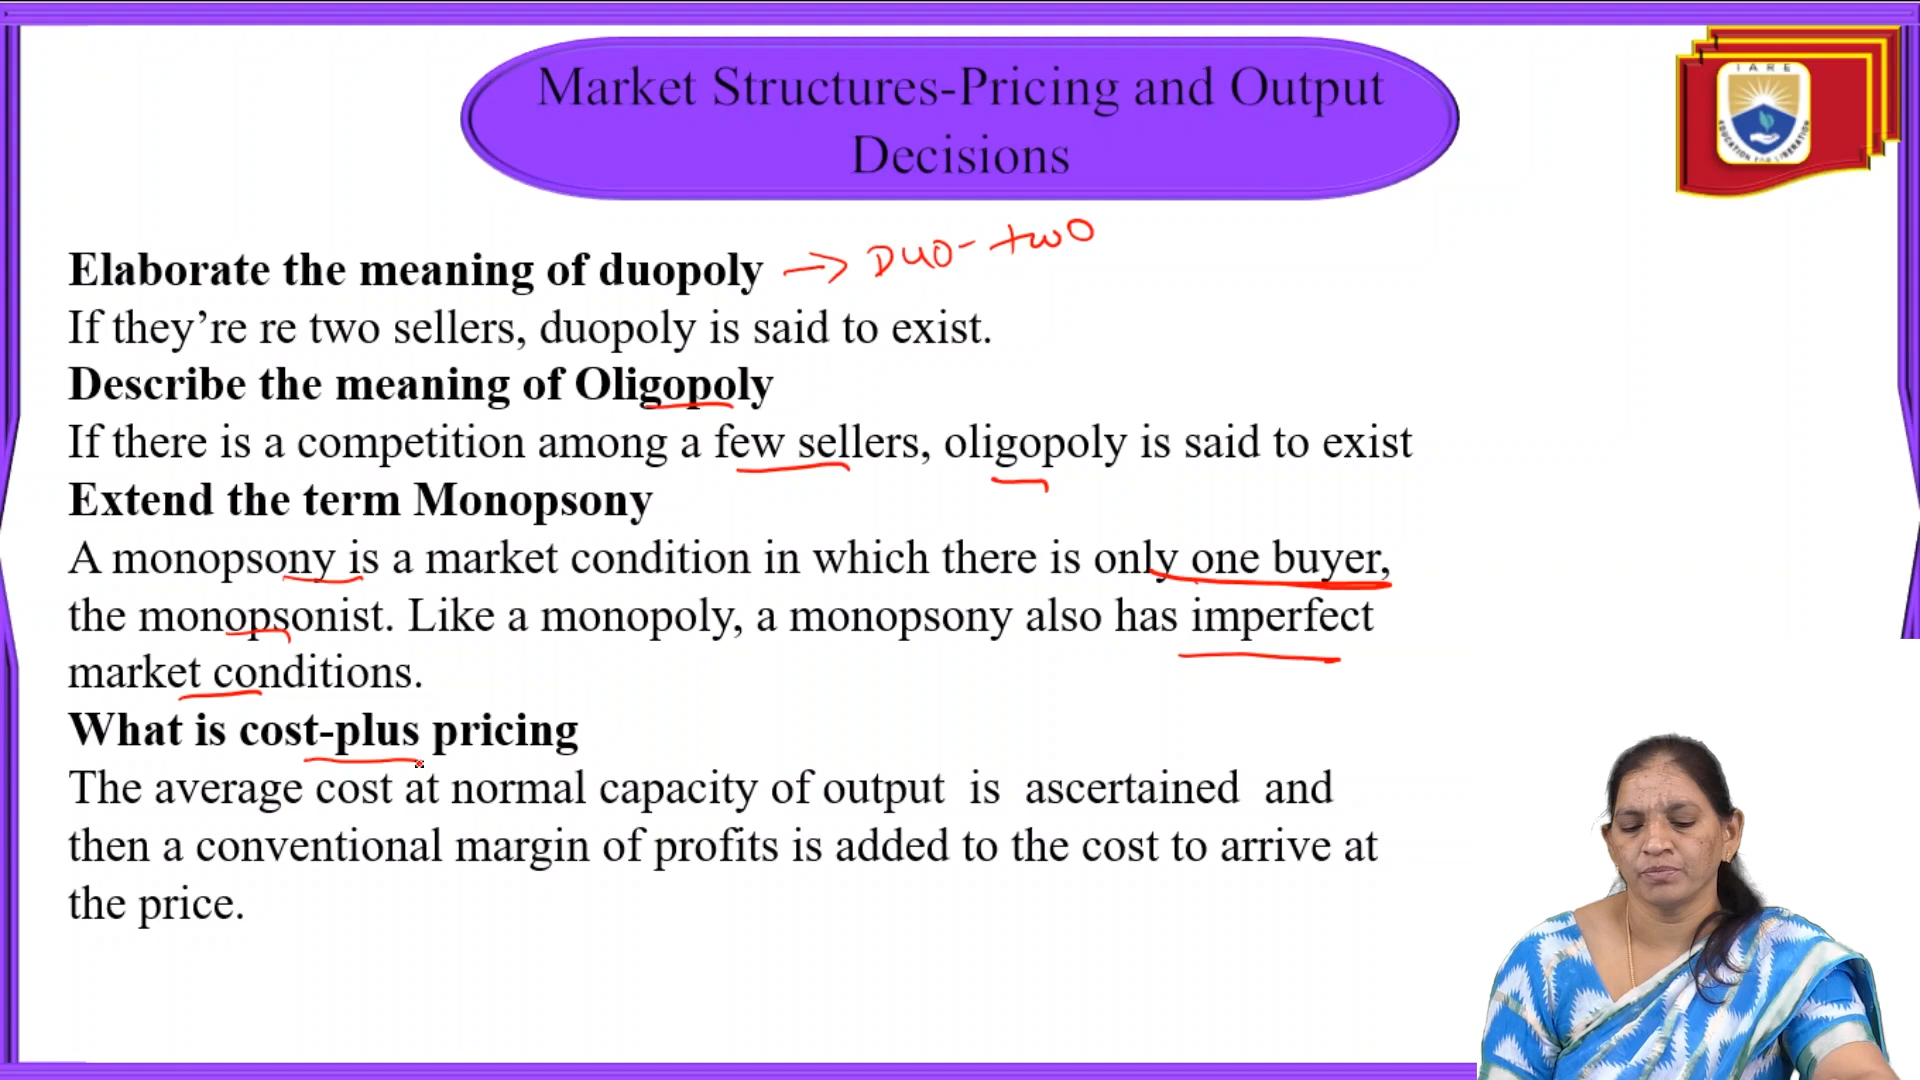 Market Structures-Pricing and Output
Decisions
IARE
EDUCATION FOR LIBERATION
Elaborate the meaning of duopoly → DUO- two
If they’re re two sellers, duopoly is said to exist.
Describe the meaning of Oligopoly
If there is a competition among a few sellers, oligopoly is said to exist
Extend the term Monopsony
A monopsony is a market condition in which there is only one buyer,
the monopsonist. Like a monopoly, a monopsony also has imperfect
market conditions.
What is cost-plus pricing
The average cost at normal capacity of output is ascertained and
then a conventional margin of profits is added to the cost to arrive at
the price.